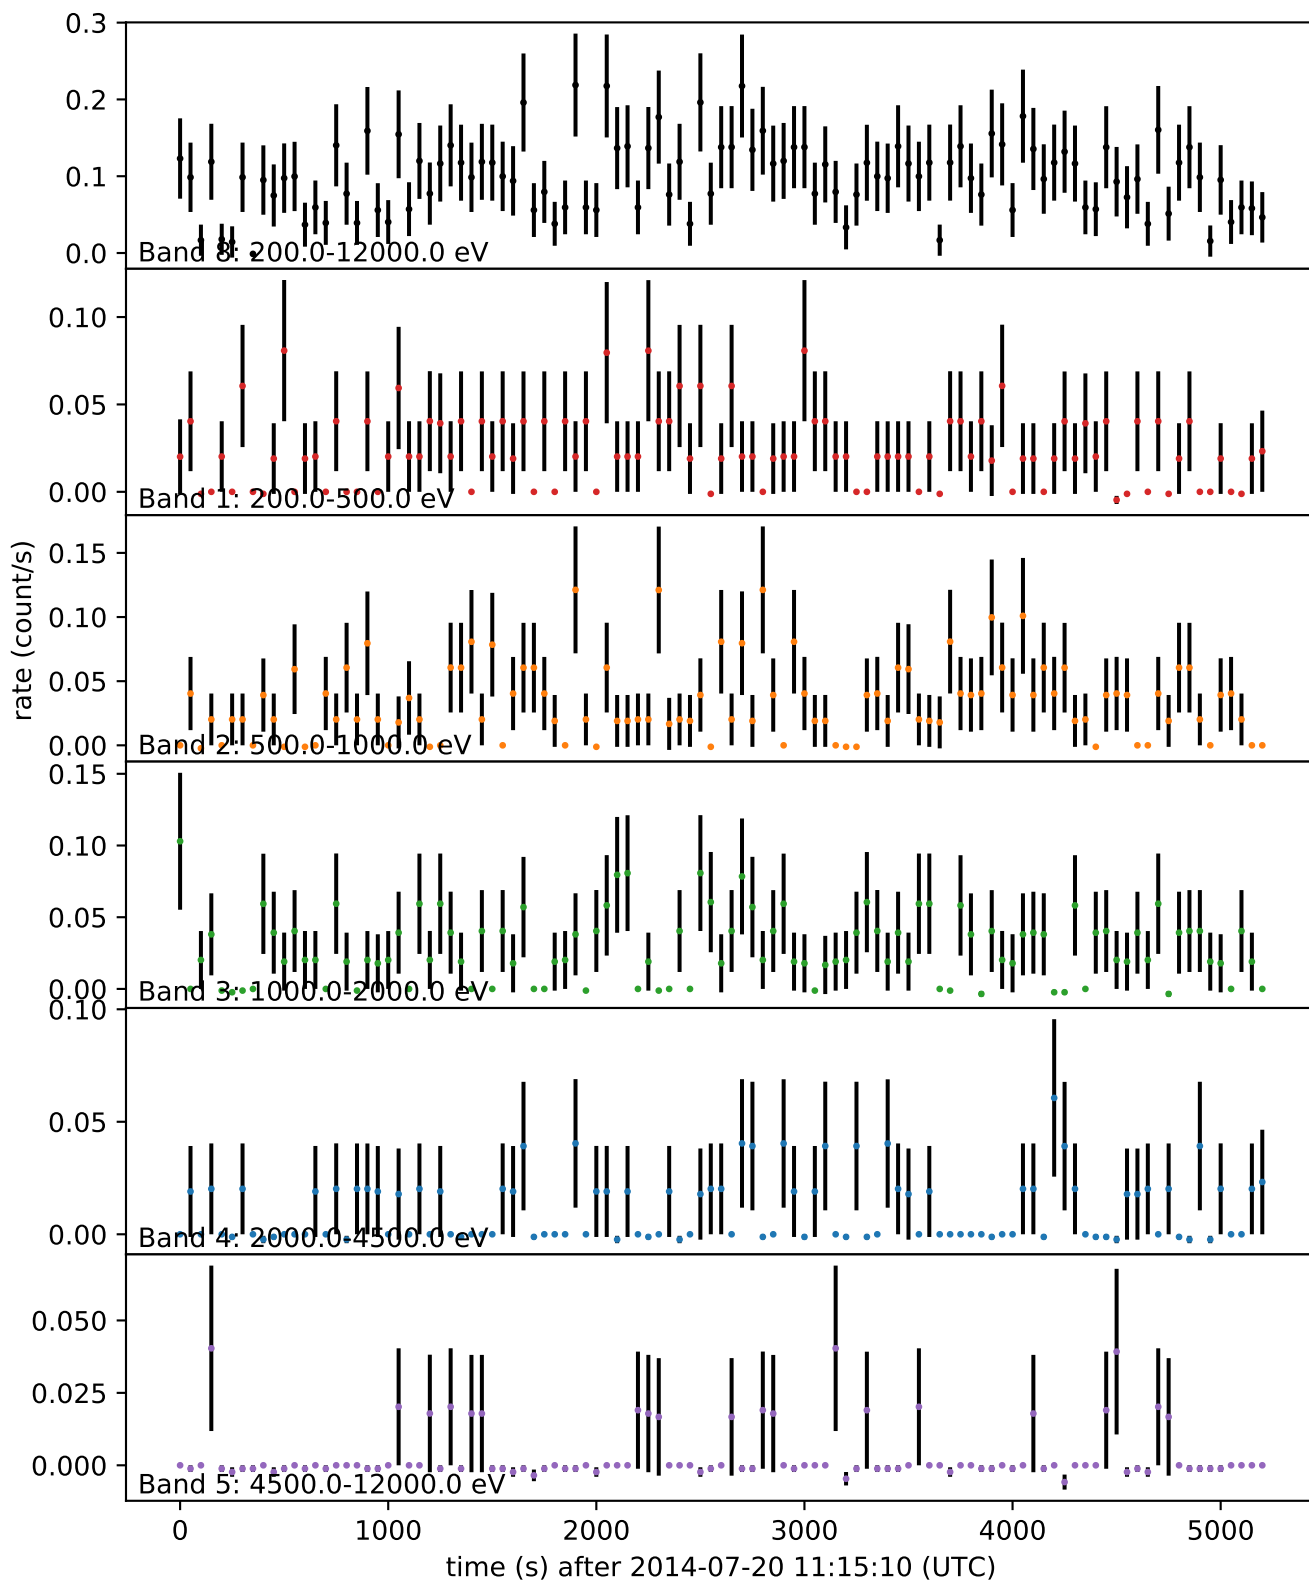 0.3
0.2
0.1
0.0
Band 8: 200.0-12000.0 eV
0.10
0.05
0.00
Band 1: 200.0-500.0 eV
rate (count/s)
0.15
0.10
0.05
0.00
Band 2: 500.0-1000.0 eV
0.15
0.10
0.05
0.00
Band 3: 1000.0-2000.0 eV
0.10
0.05
0.00
Band 4: 2000.0-4500.0 eV
0.050
0.025
0.000
Band 5: 4500.0-12000.0 eV
0 1000 2000 3000 4000 5000
time (s) after 2014-07-20 11:15:10 (UTC)